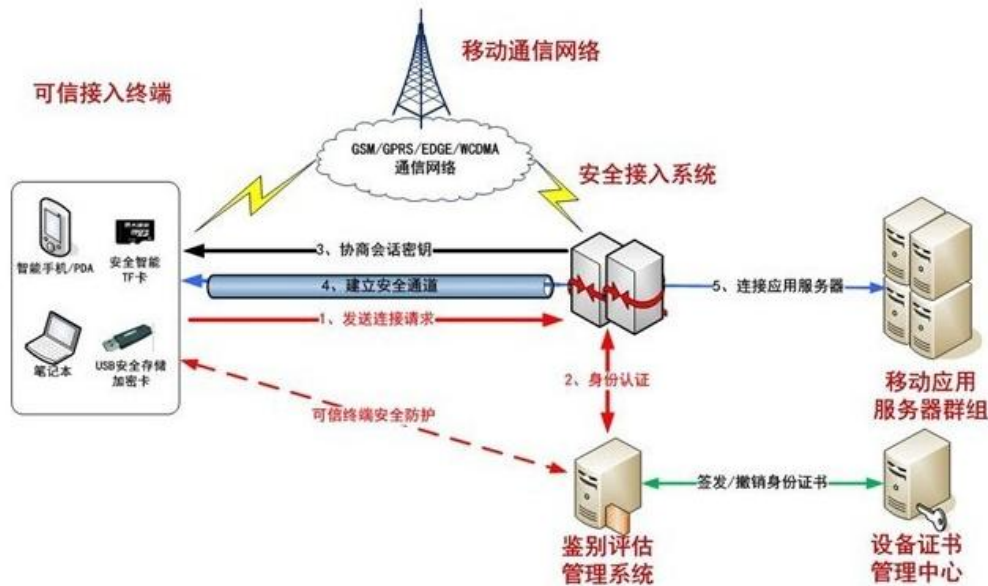 移动通信网络
可信接入终端
GSM/GPRS/EDGE/WCDMA
通信网络
安全接入系统
智能手机/PDA
安全智能
TF卡
笔记本
USB安全存储
加密卡
3、协商会话密钥
4、建立安全通道
1、发送连接请求
5、连接应用服务器
2、身份认证
移动应用
服务器群组
可信终端安全防护
签发/撤销身份证书
鉴别评估
管理系统
设备证书
管理中心